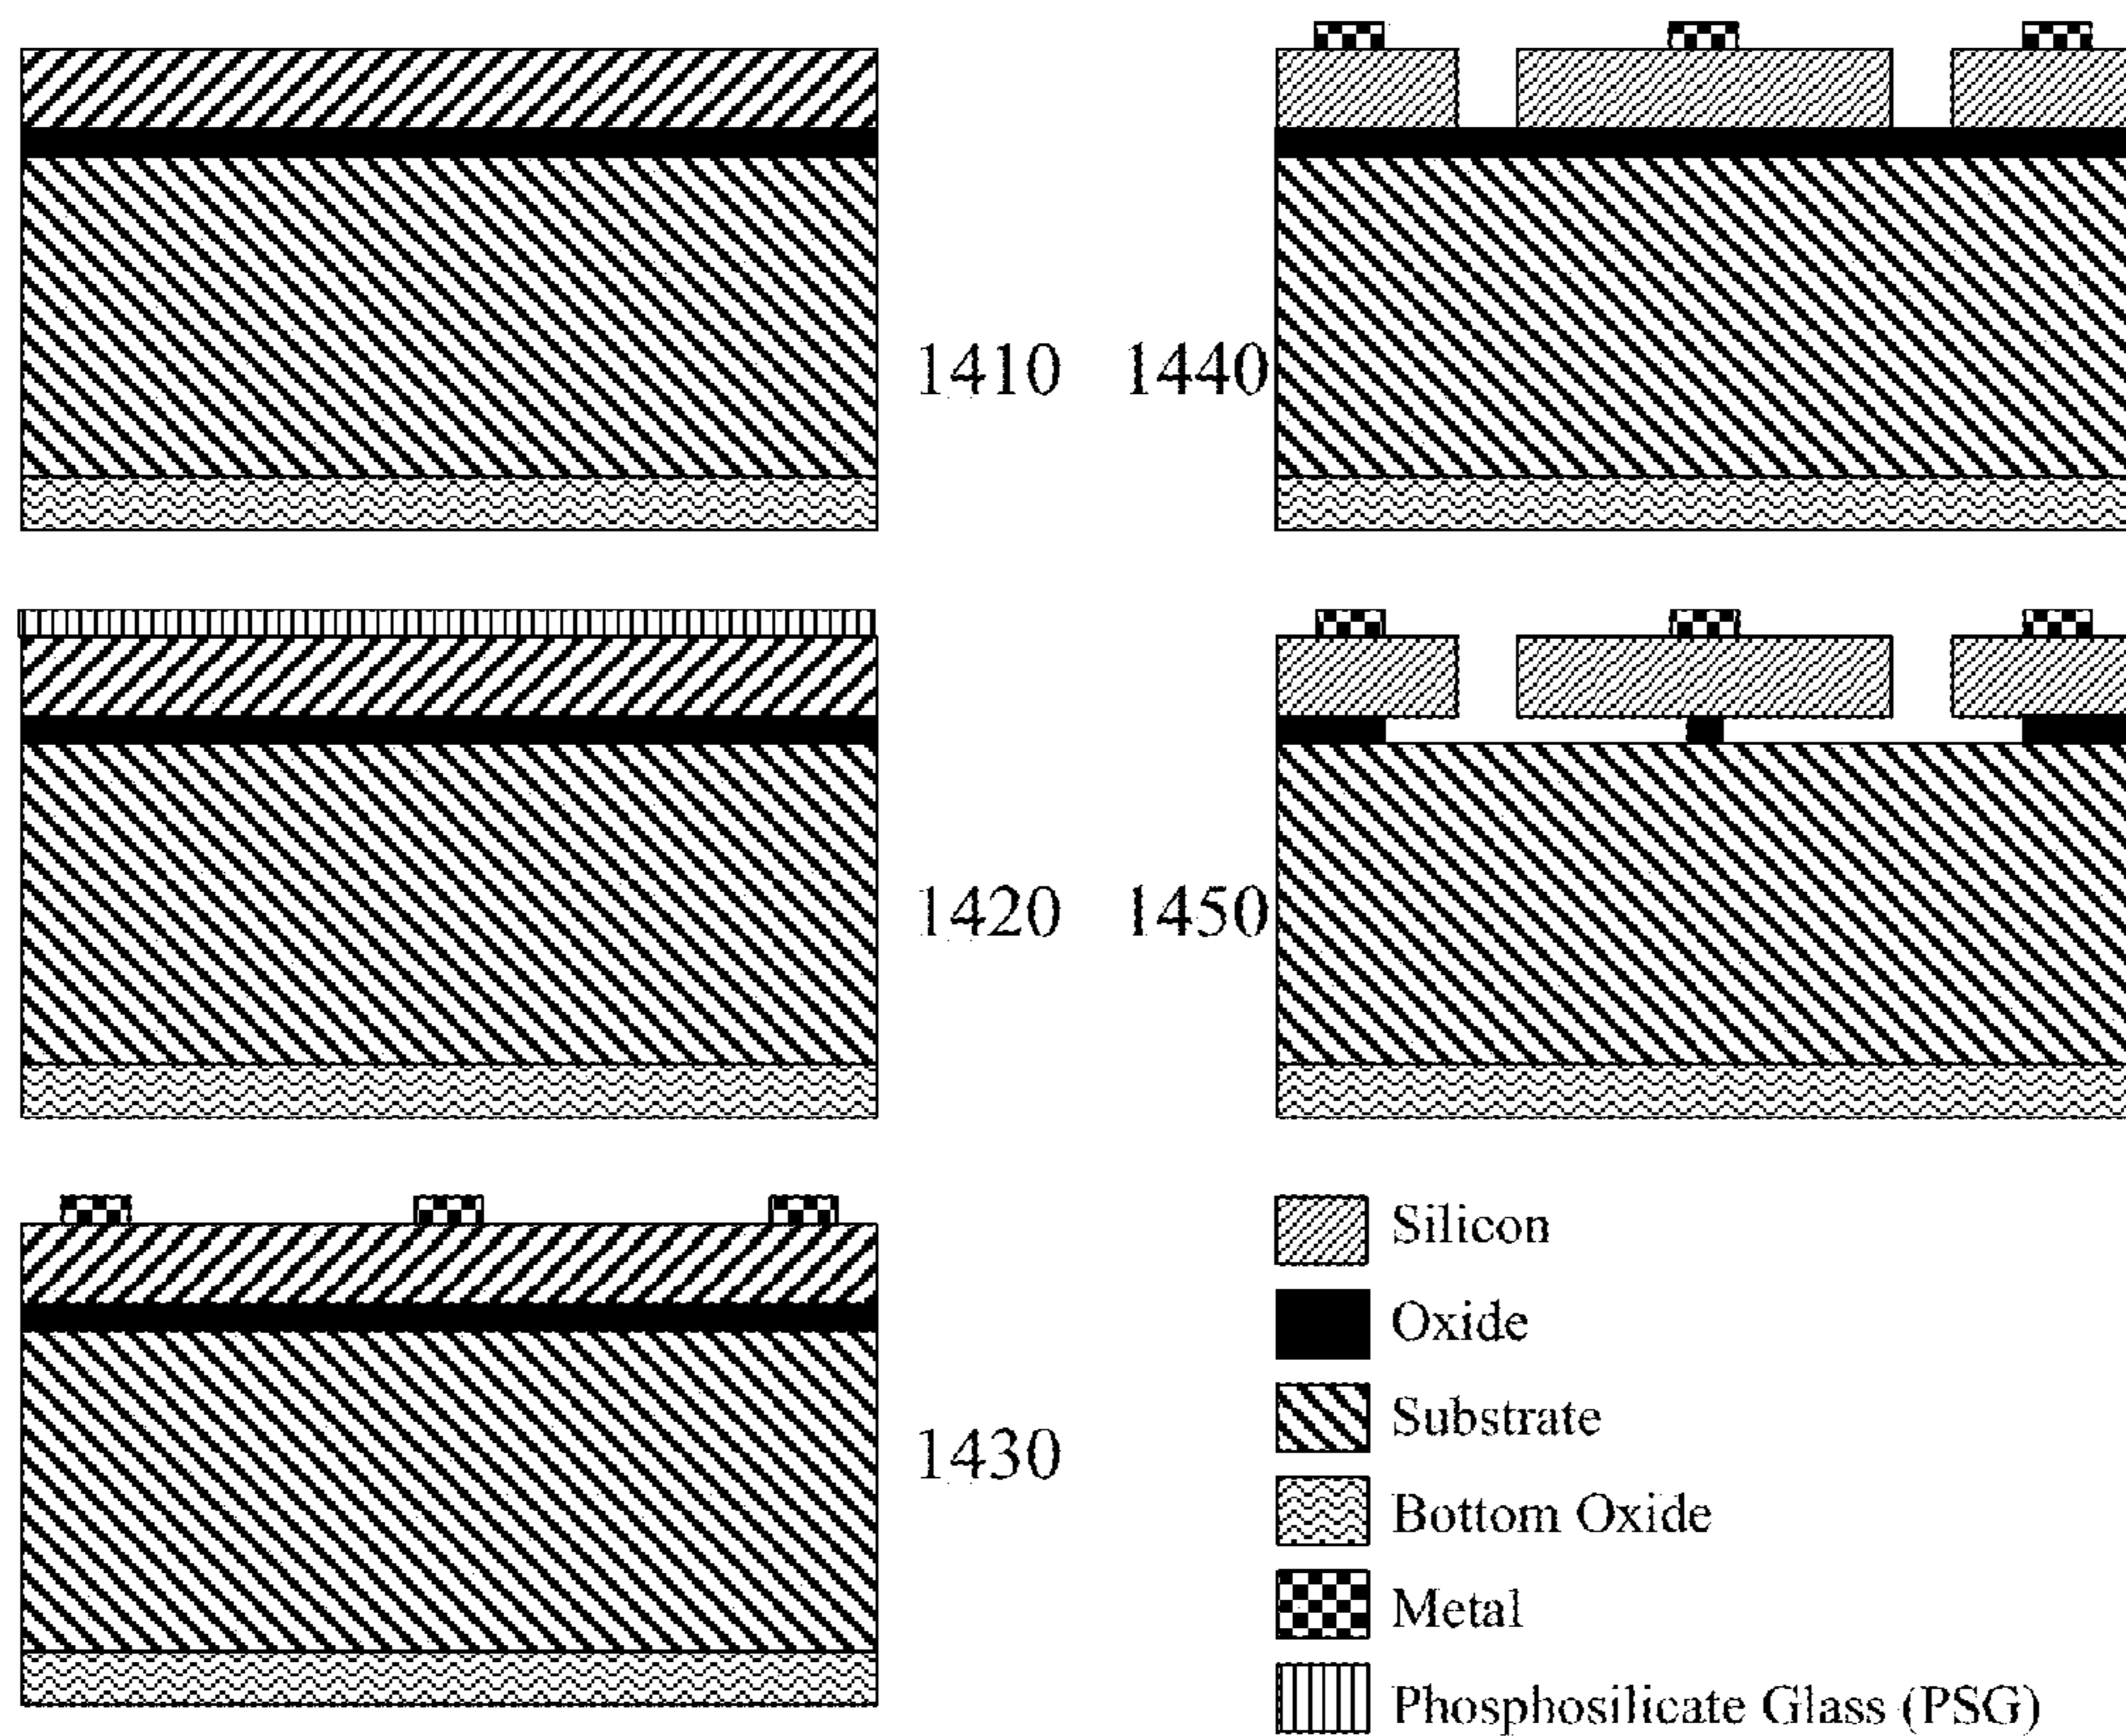 1410
1440
1420
1450
1430
Silicon
Oxide
Substrate
Bottom Oxide
Metal
Phosphosilicate Glass (PSG)